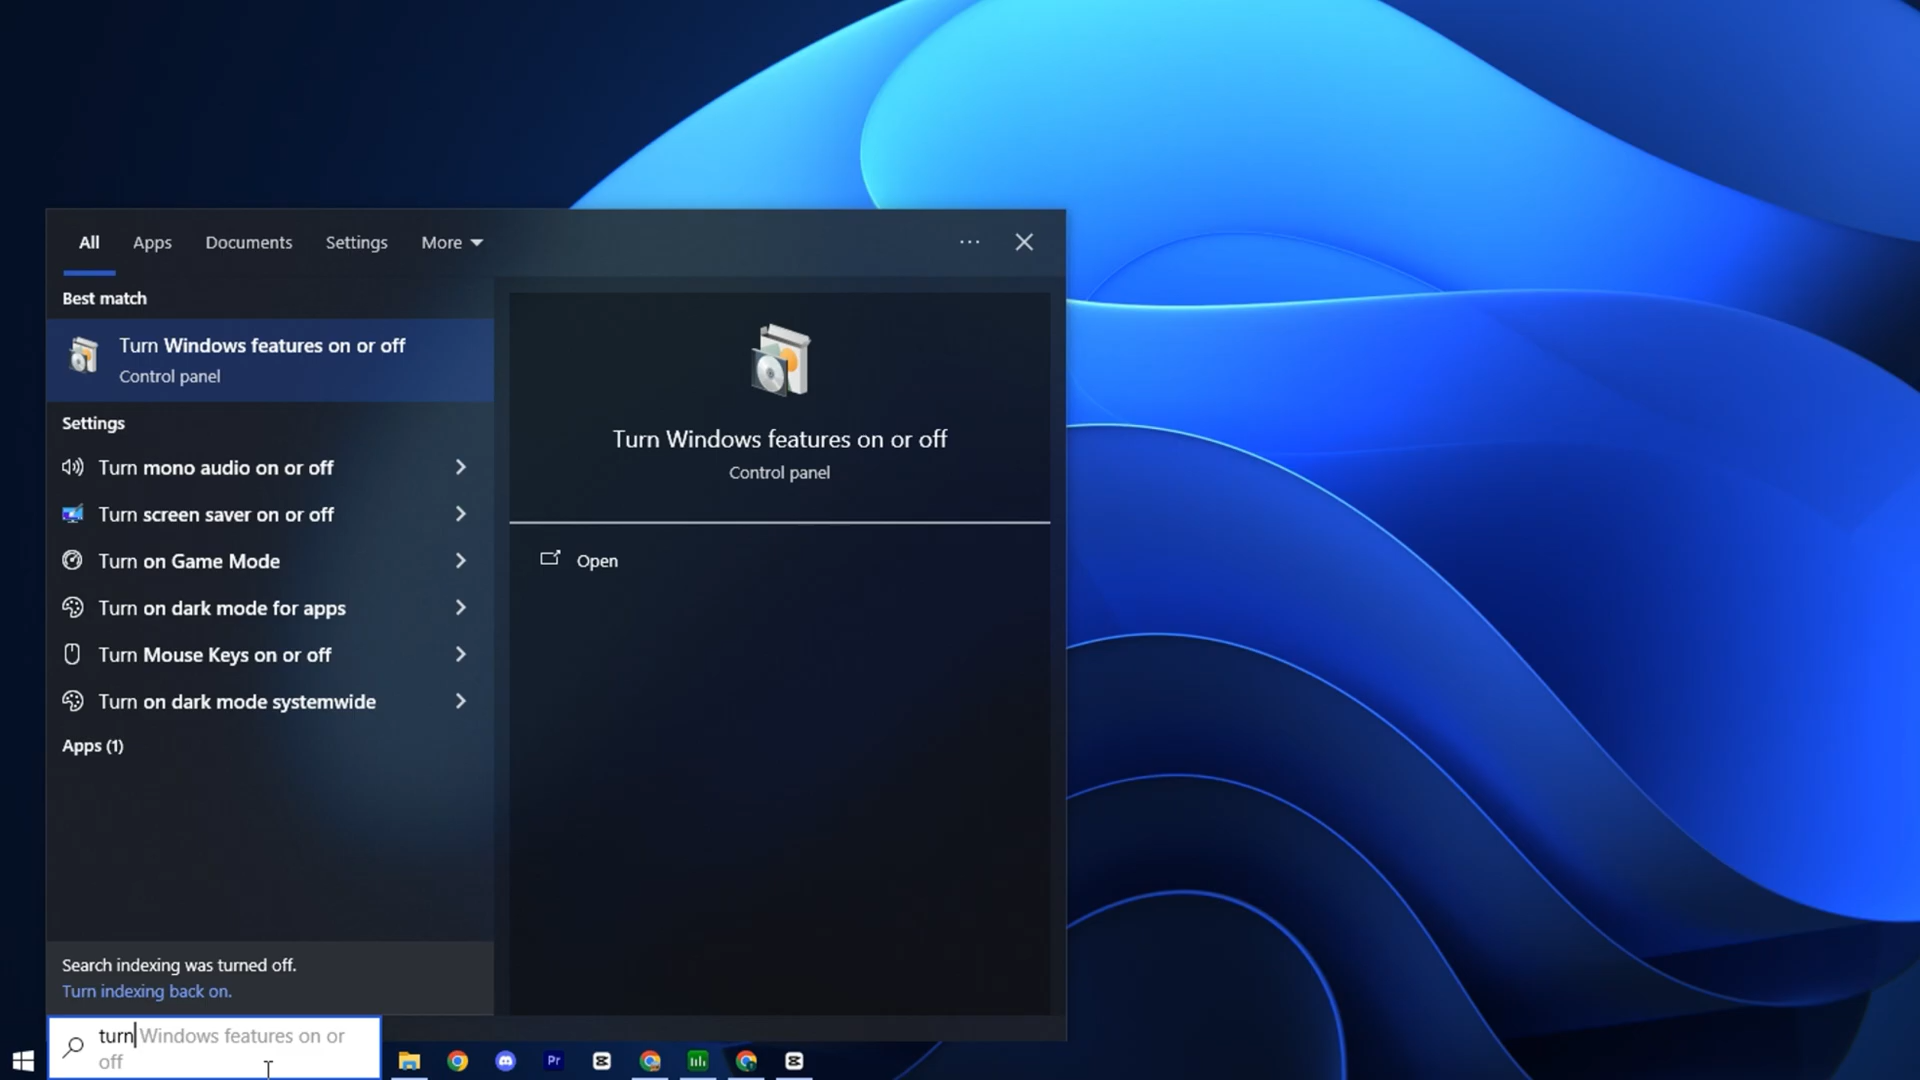 All Apps Documents Settings More
Best match
Turn Windows features on or off
Control panel
Settings
Turn mono audio on or off
Turn screen saver on or off
Turn on Game Mode
Turn on dark mode for apps
Turn Mouse Keys on or off
Turn on dark mode systemwide
Apps (1)
Turn Windows features on or off
Control panel
Open
Search indexing was turned off.
Turn indexing back on.
turn Windows features on or
off
Pr